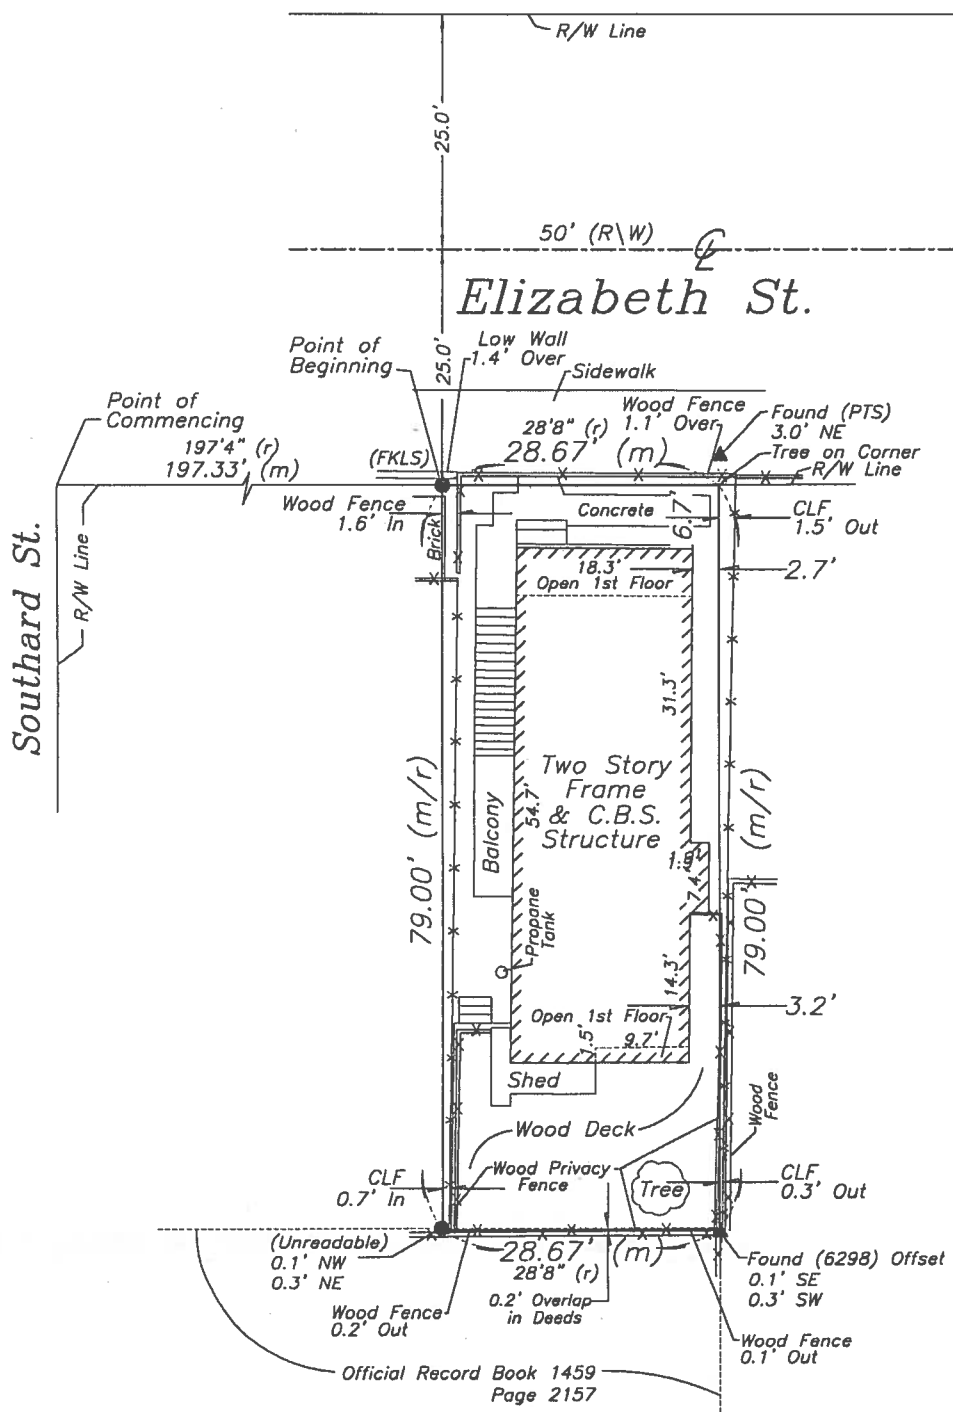 R/W Line
25.0'
50' (R\W)
CL
Elizabeth St.
25.0'
Point of
Beginning
Low Wall
1.4' Over
Sidewalk
Point of
Commencing
197'4" (r)
197.33' (m)
(FKLS)
28'8" (r)
28.67' (m)
Wood Fence
1.1' Over
Found (PTS)
3.0' NE
Tree on Corner
R/W Line
Southard St.
R/W Line
Wood Fence
1.6' In
Brick
Concrete
6.7'
CLF
1.5' Out
18.3'
Open 1st Floor
2.7'
31.3'
Two Story
Frame
& C.B.S.
Structure
54.7'
Balcony
79.00' (m/r)
79.00' (m/r)
7.4'
Propane
Tank
14.3'
Open 1st Floor
9.7'
1.5'
3.2'
Shed
Wood Deck
Wood
Fence
CLF
0.7' In
Wood Privacy
Fence
Tree
CLF
0.3' Out
(Unreadable)
0.1' NW
0.3' NE
28.67' (m)
28'8" (r)
Found (6298) Offset
0.1' SE
0.3' SW
Wood Fence
0.2' Out
0.2' Overlap
in Deeds
Wood Fence
0.1' Out
Official Record Book 1459
Page 2157